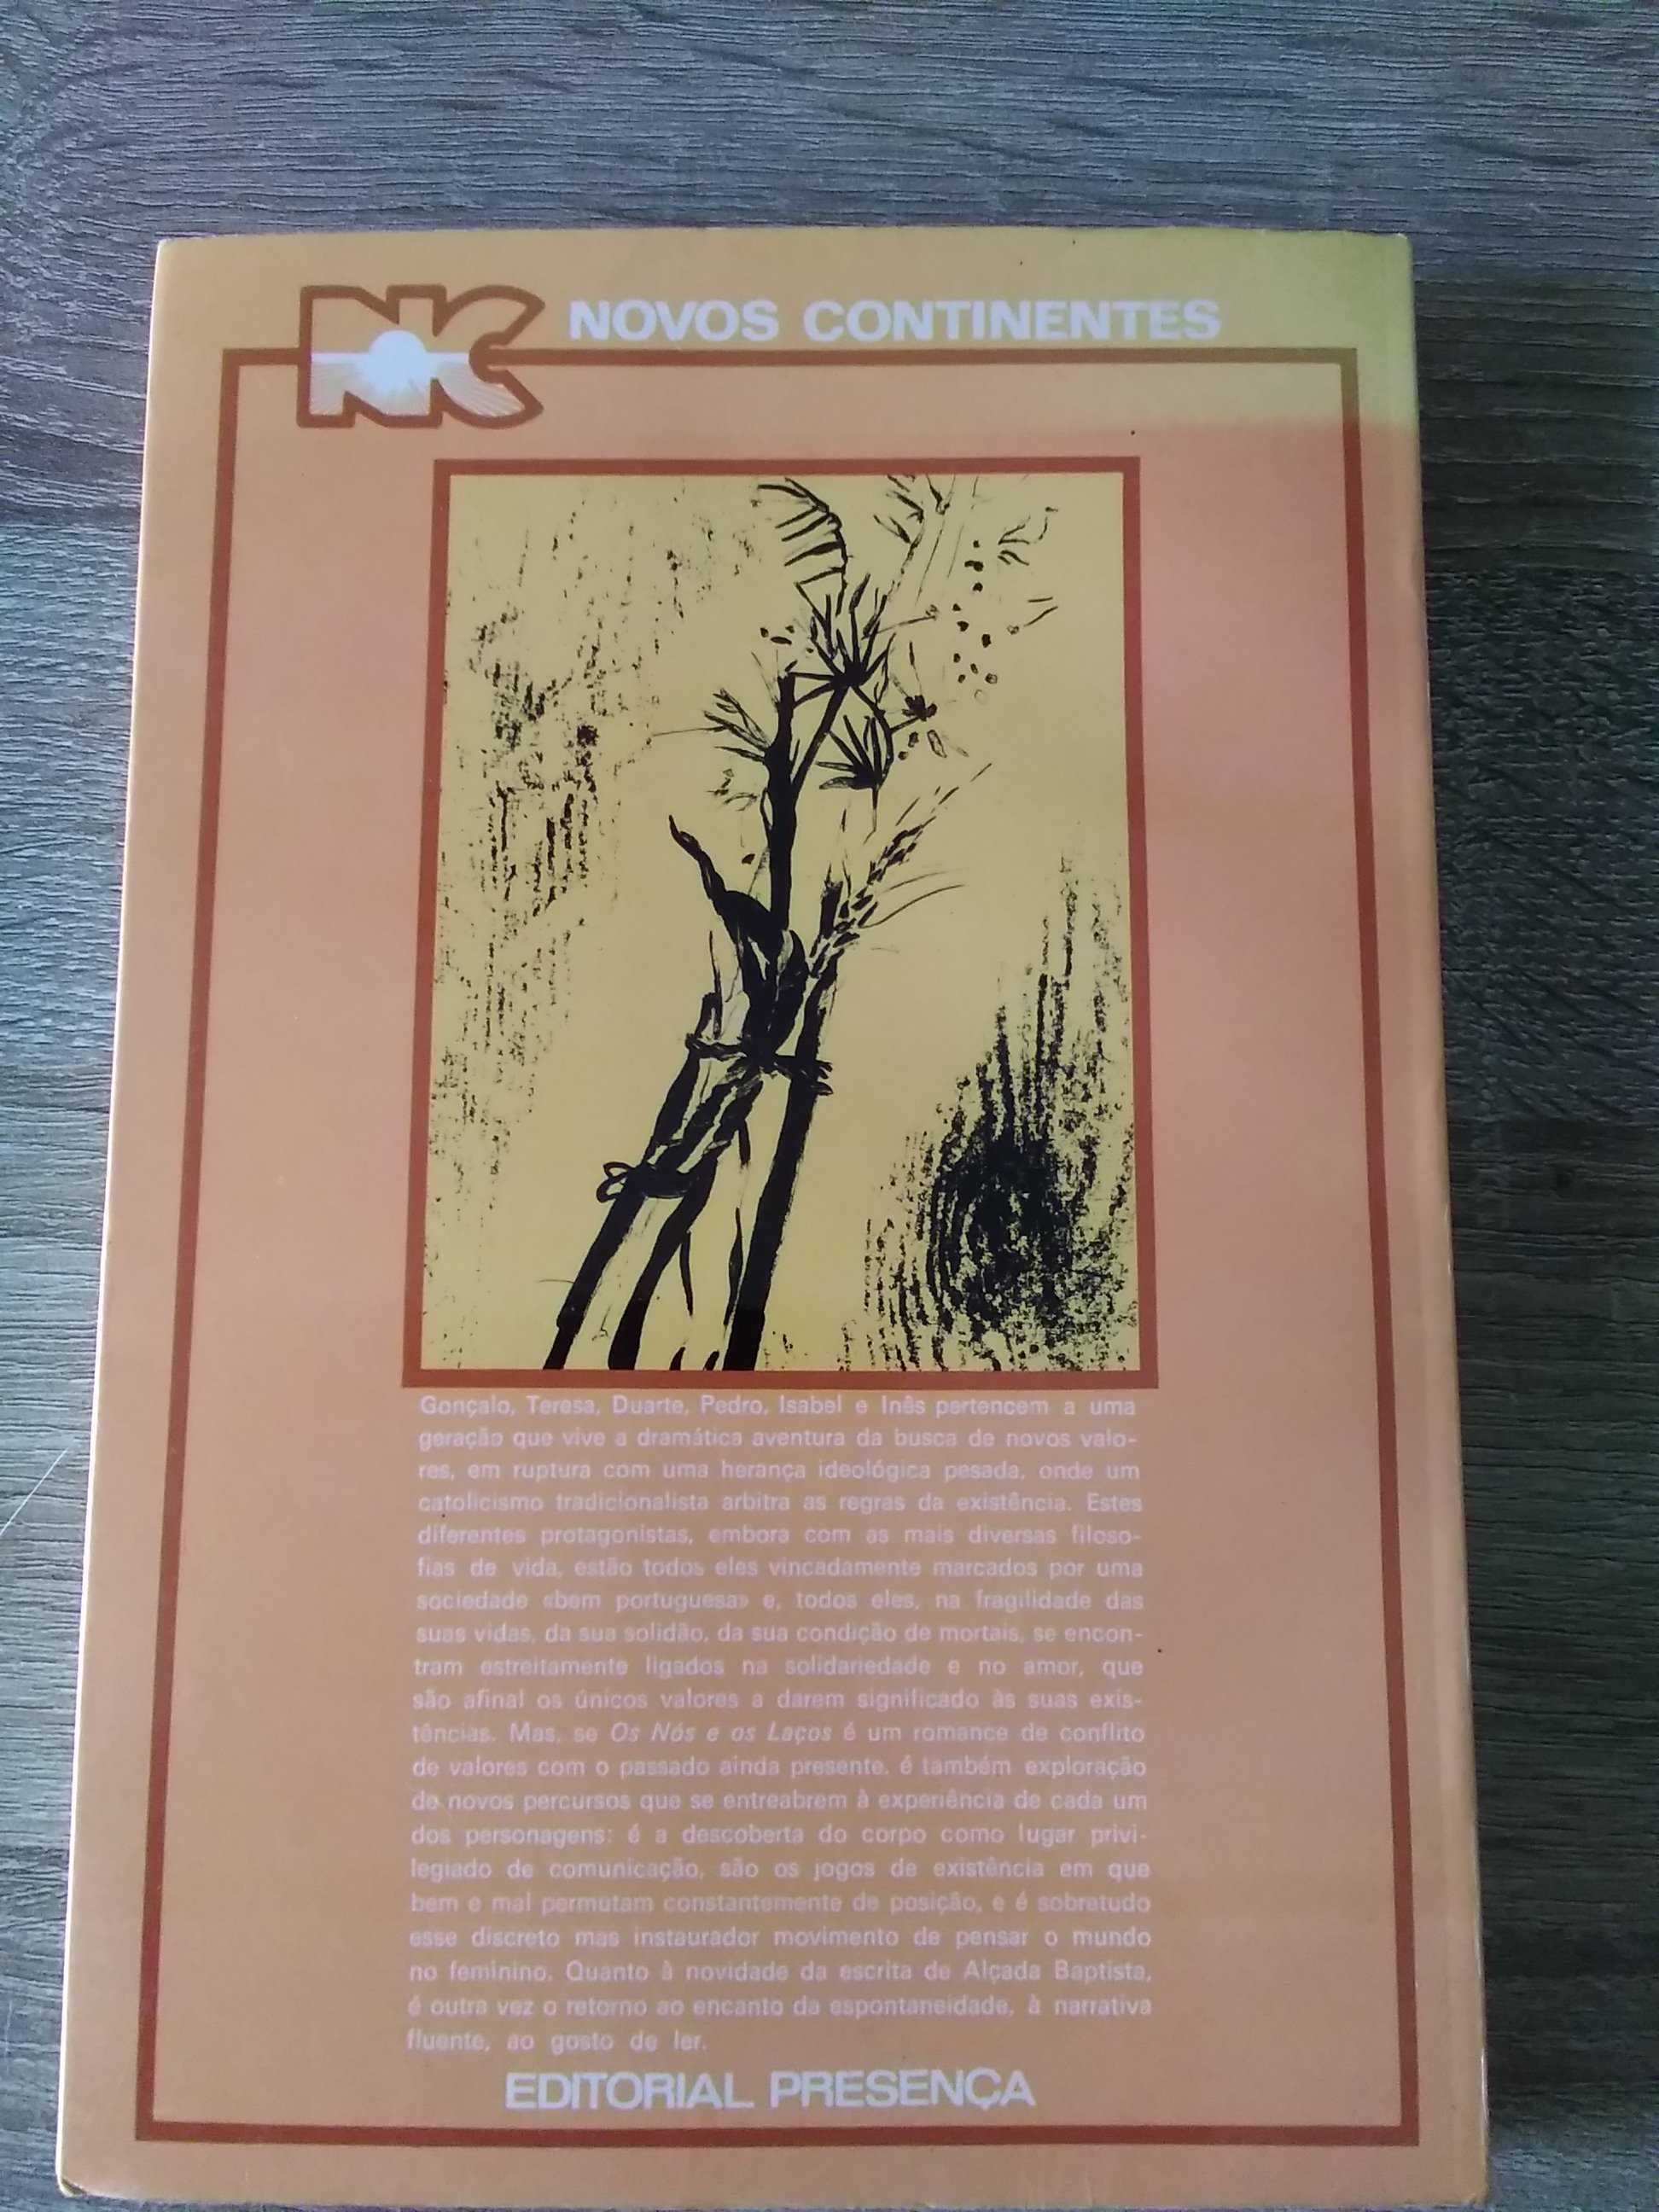 NC NOVOS CONTINENTES
Gonçalo, Teresa, Duarte, Pedro, Isabel e Inês pertencem a uma
geração que vive a dramática aventura da busca de novos valo-
res, em ruptura com uma herança ideológica pesada, onde um
catolicismo tradicionalista arbitra as regras da existência. Estes
diferentes protagonistas, embora com as mais diversas filoso-
fias de vida, estão todos eles vincadamente marcados por uma
sociedade «bem portuguesa» e, todos eles, na fragilidade das
suas vidas, da sua solidão, da sua condição de mortais, se encon-
tram estreitamente ligados na solidariedade e no amor, que
são afinal os únicos valores a darem significado às suas exis-
tências. Mas, se Os Nós e os Laços é um romance de conflito
de valores com o passado ainda presente, é também exploração
de novos percursos que se entreabrem à experiência de cada um
dos personagens: é a descoberta do corpo como lugar privi-
legiado de comunicação, são os jogos de existência em que
bem e mal permutam constantemente de posição, e é sobretudo
esse discreto mas instaurador movimento de pensar o mundo
no feminino. Quanto à novidade da escrita de Alçada Baptista,
é outra vez o retorno ao encanto da espontaneidade, à narrativa
fluente, ao gosto de ler.
EDITORIAL PRESENÇA